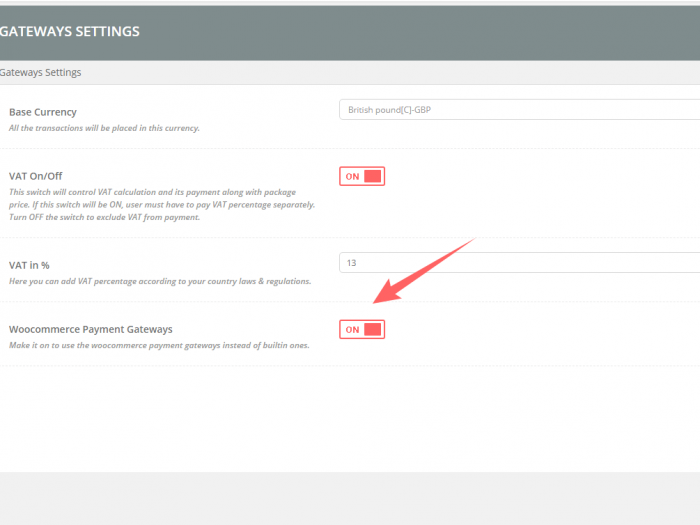 GATEWAYS SETTINGS
Gateways Settings
Base Currency
British pound[C]-GBP
All the transactions will be placed in this currency.
VAT On/Off
ON
This switch will control VAT calculation and its payment along with package
price. If this switch will be ON, user must have to pay VAT percentage separately.
Turn OFF the switch to exclude VAT from payment.
VAT in %
13
Here you can add VAT percentage according to your country laws & regulations.
Woocommerce Payment Gateways
ON
Make it on to use the woocommerce payment gateways instead of builtin ones.